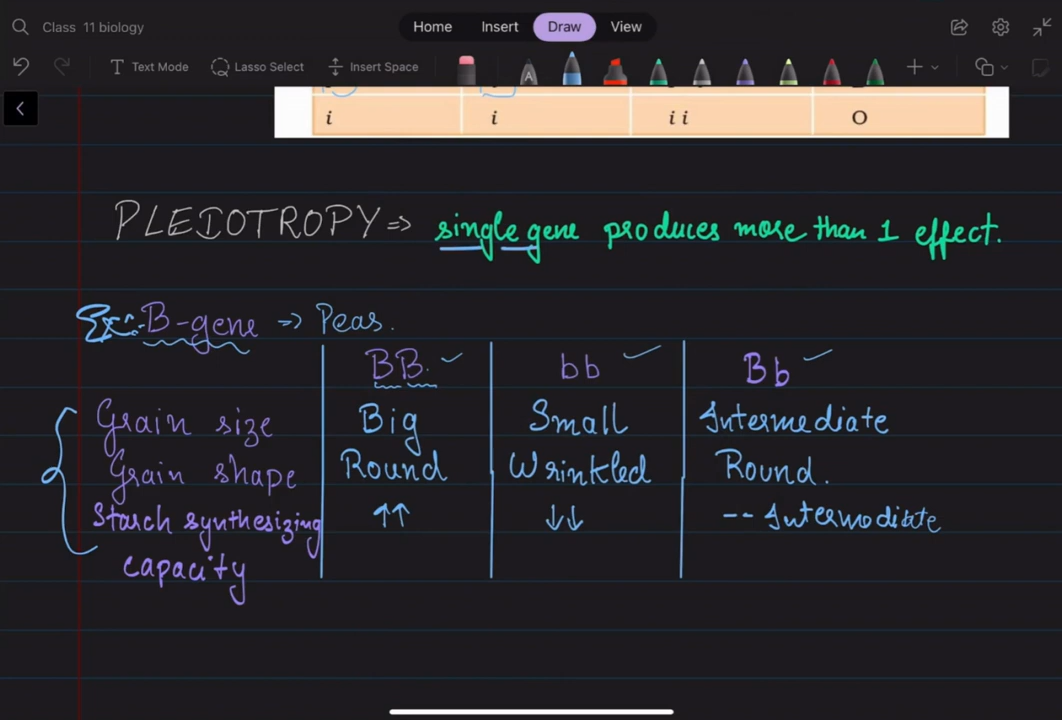 Class 11 biology
Home Insert Draw View
Text Mode Lasso Select Insert Space
i i i i O
PLEIOTROPY => single gene produces more than 1 effect.
Ex:- B-gene => Peas.
BB. bb Bb
Grain size Big Small Intermediate
Grain shape Round Wrinkled Round.
Starch synthesizing ↑↑ ↓↓ -- Intermediate
capacity